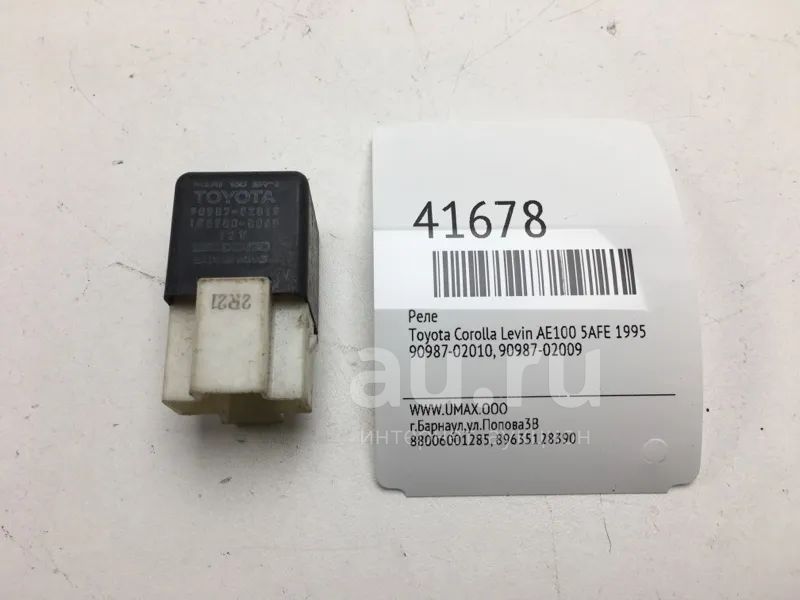 TOYOTA
12V
2R21
41678
Реле
Toyota Corolla Levin AE100 5AFE 1995
90987-02010, 90987-02009
WWW.UMAX.OOO
г.Барнаул,ул.Попова3В
88006001285, 89635128390
au.ru